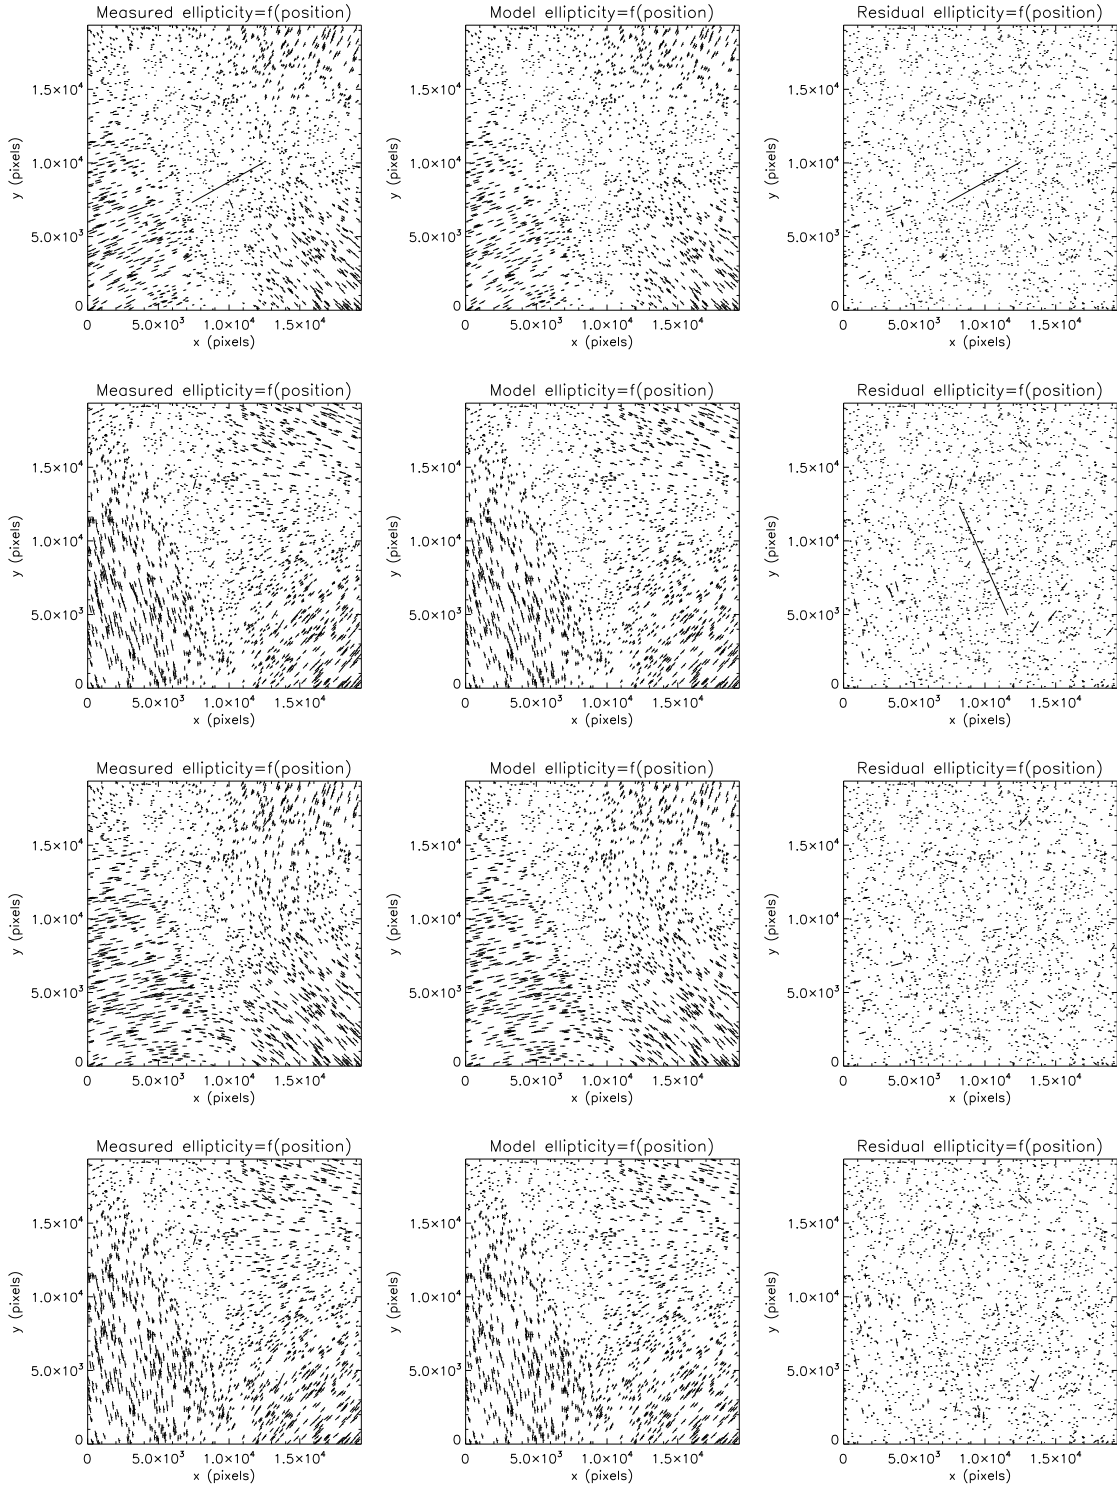 Measured ellipticity=f(position) Model ellipticity=f(position) Residual ellipticity=f(position)
1.5×10⁴ 1.5×10⁴ 1.5×10⁴
1.0×10⁴ 1.0×10⁴ 1.0×10⁴
5.0×10³ 5.0×10³ 5.0×10³
0 0 0
y (pixels) y (pixels) y (pixels)
0 5.0×10³ 1.0×10⁴ 1.5×10⁴ 0 5.0×10³ 1.0×10⁴ 1.5×10⁴ 0 5.0×10³ 1.0×10⁴ 1.5×10⁴
x (pixels) x (pixels) x (pixels)
Measured ellipticity=f(position) Model ellipticity=f(position) Residual ellipticity=f(position)
1.5×10⁴ 1.5×10⁴ 1.5×10⁴
1.0×10⁴ 1.0×10⁴ 1.0×10⁴
5.0×10³ 5.0×10³ 5.0×10³
0 0 0
y (pixels) y (pixels) y (pixels)
0 5.0×10³ 1.0×10⁴ 1.5×10⁴ 0 5.0×10³ 1.0×10⁴ 1.5×10⁴ 0 5.0×10³ 1.0×10⁴ 1.5×10⁴
x (pixels) x (pixels) x (pixels)
Measured ellipticity=f(position) Model ellipticity=f(position) Residual ellipticity=f(position)
1.5×10⁴ 1.5×10⁴ 1.5×10⁴
1.0×10⁴ 1.0×10⁴ 1.0×10⁴
5.0×10³ 5.0×10³ 5.0×10³
0 0 0
y (pixels) y (pixels) y (pixels)
0 5.0×10³ 1.0×10⁴ 1.5×10⁴ 0 5.0×10³ 1.0×10⁴ 1.5×10⁴ 0 5.0×10³ 1.0×10⁴ 1.5×10⁴
x (pixels) x (pixels) x (pixels)
Measured ellipticity=f(position) Model ellipticity=f(position) Residual ellipticity=f(position)
1.5×10⁴ 1.5×10⁴ 1.5×10⁴
1.0×10⁴ 1.0×10⁴ 1.0×10⁴
5.0×10³ 5.0×10³ 5.0×10³
0 0 0
y (pixels) y (pixels) y (pixels)
0 5.0×10³ 1.0×10⁴ 1.5×10⁴ 0 5.0×10³ 1.0×10⁴ 1.5×10⁴ 0 5.0×10³ 1.0×10⁴ 1.5×10⁴
x (pixels) x (pixels) x (pixels)